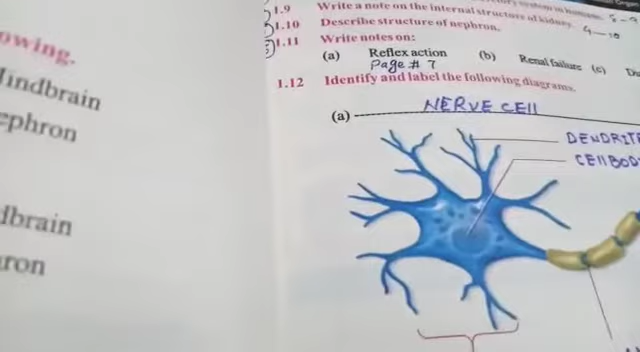 owing.
Hindbrain
ephron
dbrain
ron
1.9 Write a note on the internal structure of kidney.
1.10 Describe structure of nephron.
1.11 Write notes on:
(a) Reflex action (b) Renal failure (c)
Page # 7
1.12 Identify and label the following diagrams.
(a) NERVE CEll
DENDRITE
CEll BOD